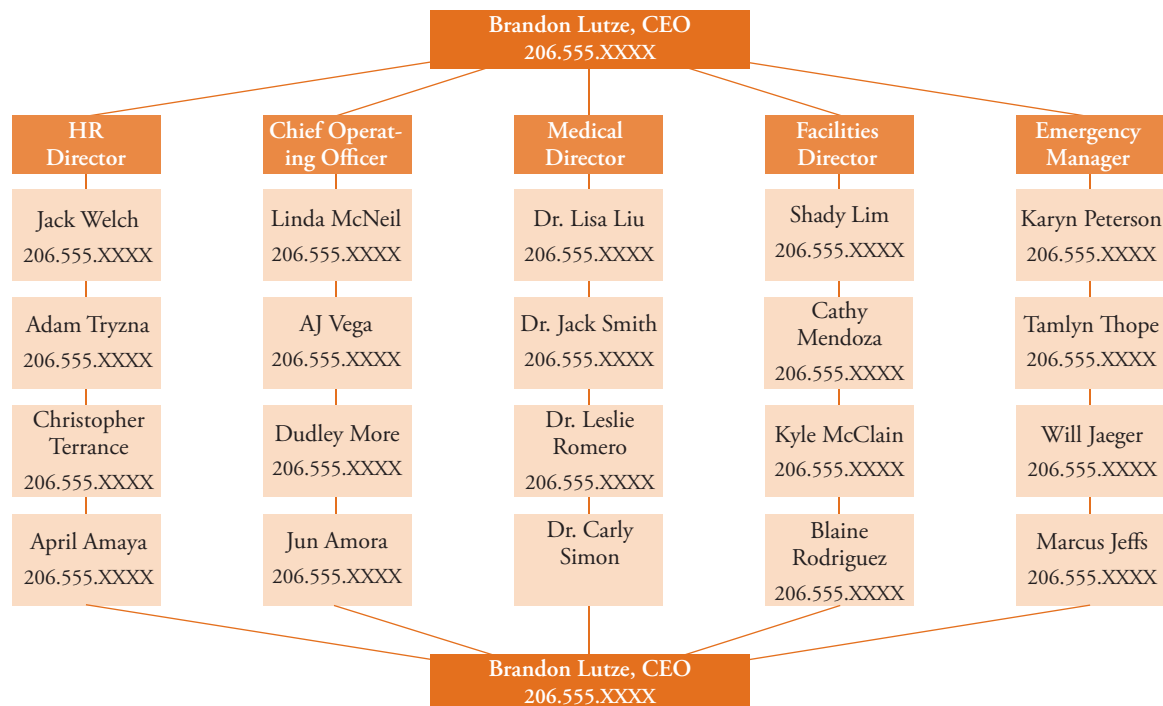 Brandon Lutze, CEO
206.555.XXXX
HR
Director
Chief Operat-
ing Officer
Medical
Director
Facilities
Director
Emergency
Manager
Jack Welch
206.555.XXXX
Linda McNeil
206.555.XXXX
Dr. Lisa Liu
206.555.XXXX
Shady Lim
206.555.XXXX
Karyn Peterson
206.555.XXXX
Adam Tryzna
206.555.XXXX
AJ Vega
206.555.XXXX
Dr. Jack Smith
206.555.XXXX
Cathy
Mendoza
206.555.XXXX
Tamlyn Thope
206.555.XXXX
Christopher
Terrance
206.555.XXXX
Dudley More
206.555.XXXX
Dr. Leslie
Romero
206.555.XXXX
Kyle McClain
206.555.XXXX
Will Jaeger
206.555.XXXX
April Amaya
206.555.XXXX
Jun Amora
206.555.XXXX
Dr. Carly
Simon
Blaine
Rodriguez
206.555.XXXX
Marcus Jeffs
206.555.XXXX
Brandon Lutze, CEO
206.555.XXXX